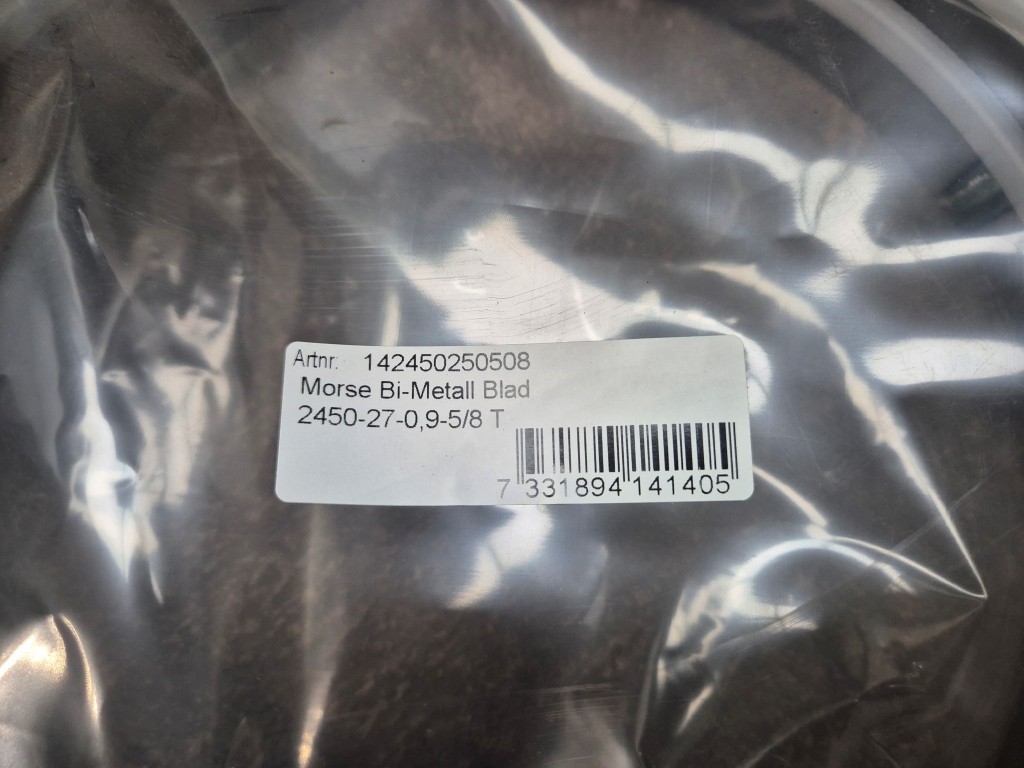 Artnr: 142450250508
Morse Bi-Metall Blad
2450-27-0,9-5/8 T
7 331894 141405